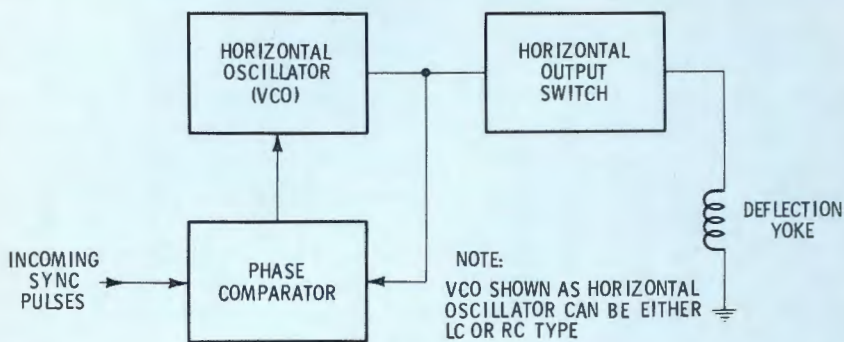 HORIZONTAL
OSCILLATOR
(VCO)
HORIZONTAL
OUTPUT
SWITCH
DEFLECTION
YOKE
INCOMING
SYNC
PULSES
PHASE
COMPARATOR
NOTE:
VCO SHOWN AS HORIZONTAL
OSCILLATOR CAN BE EITHER
LC OR RC TYPE